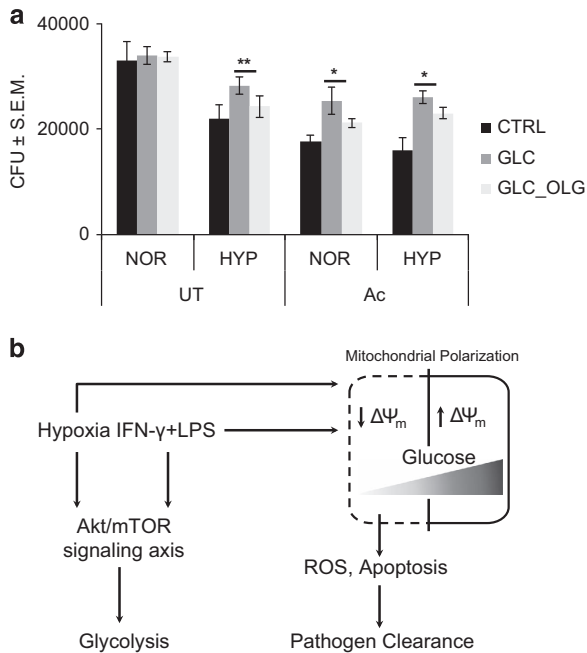 a
CFU ± S.E.M.
40000
20000
0
**
*
*
CTRL
GLC
GLC_OLG
NOR HYP NOR HYP
UT Ac
b
Mitochondrial Polarization
↓ ΔΨm ↑ ΔΨm
Hypoxia IFN-γ+LPS
Glucose
Akt/mTOR
signaling axis
ROS, Apoptosis
Glycolysis
Pathogen Clearance